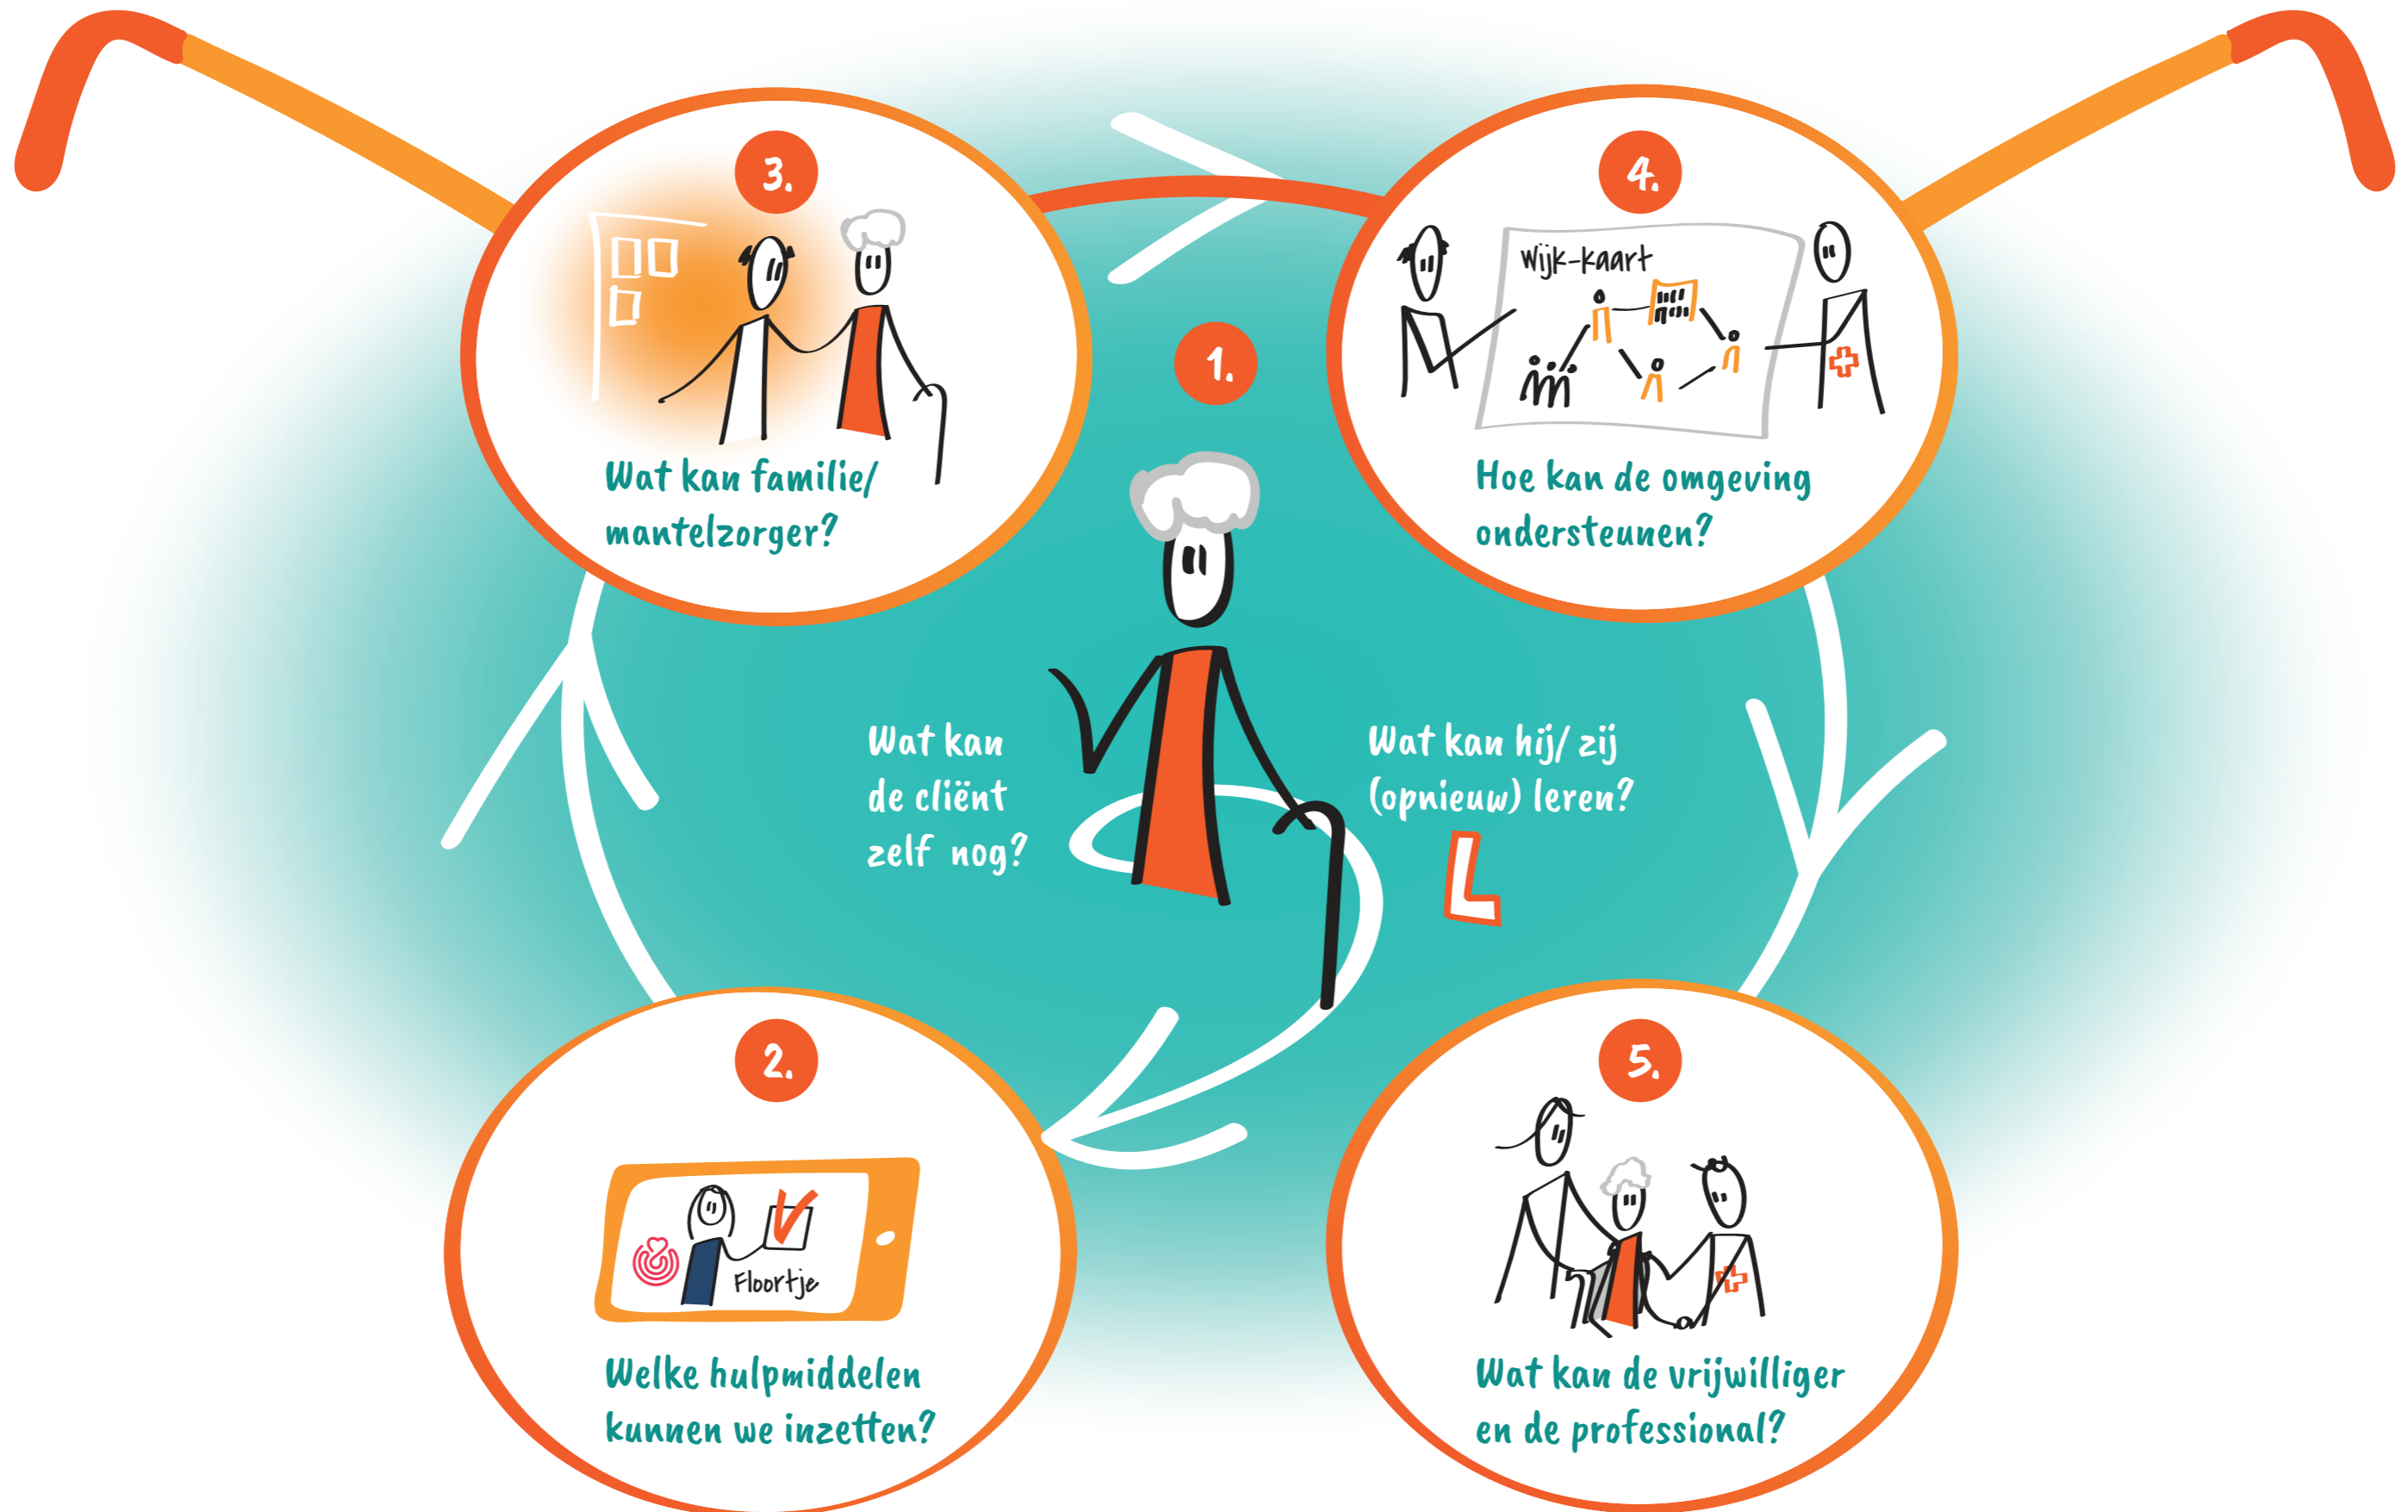 1.
Wat kan
de cliënt
zelf nog?
Wat kan hij/ zij
(opnieuw) leren?
L
2.
Floortje
Welke hulpmiddelen
kunnen we inzetten?
3.
Wat kan familie/
mantelzorger?
4.
Wijk-kaart
Hoe kan de omgeving
ondersteunen?
5.
Wat kan de vrijwilliger
en de professional?